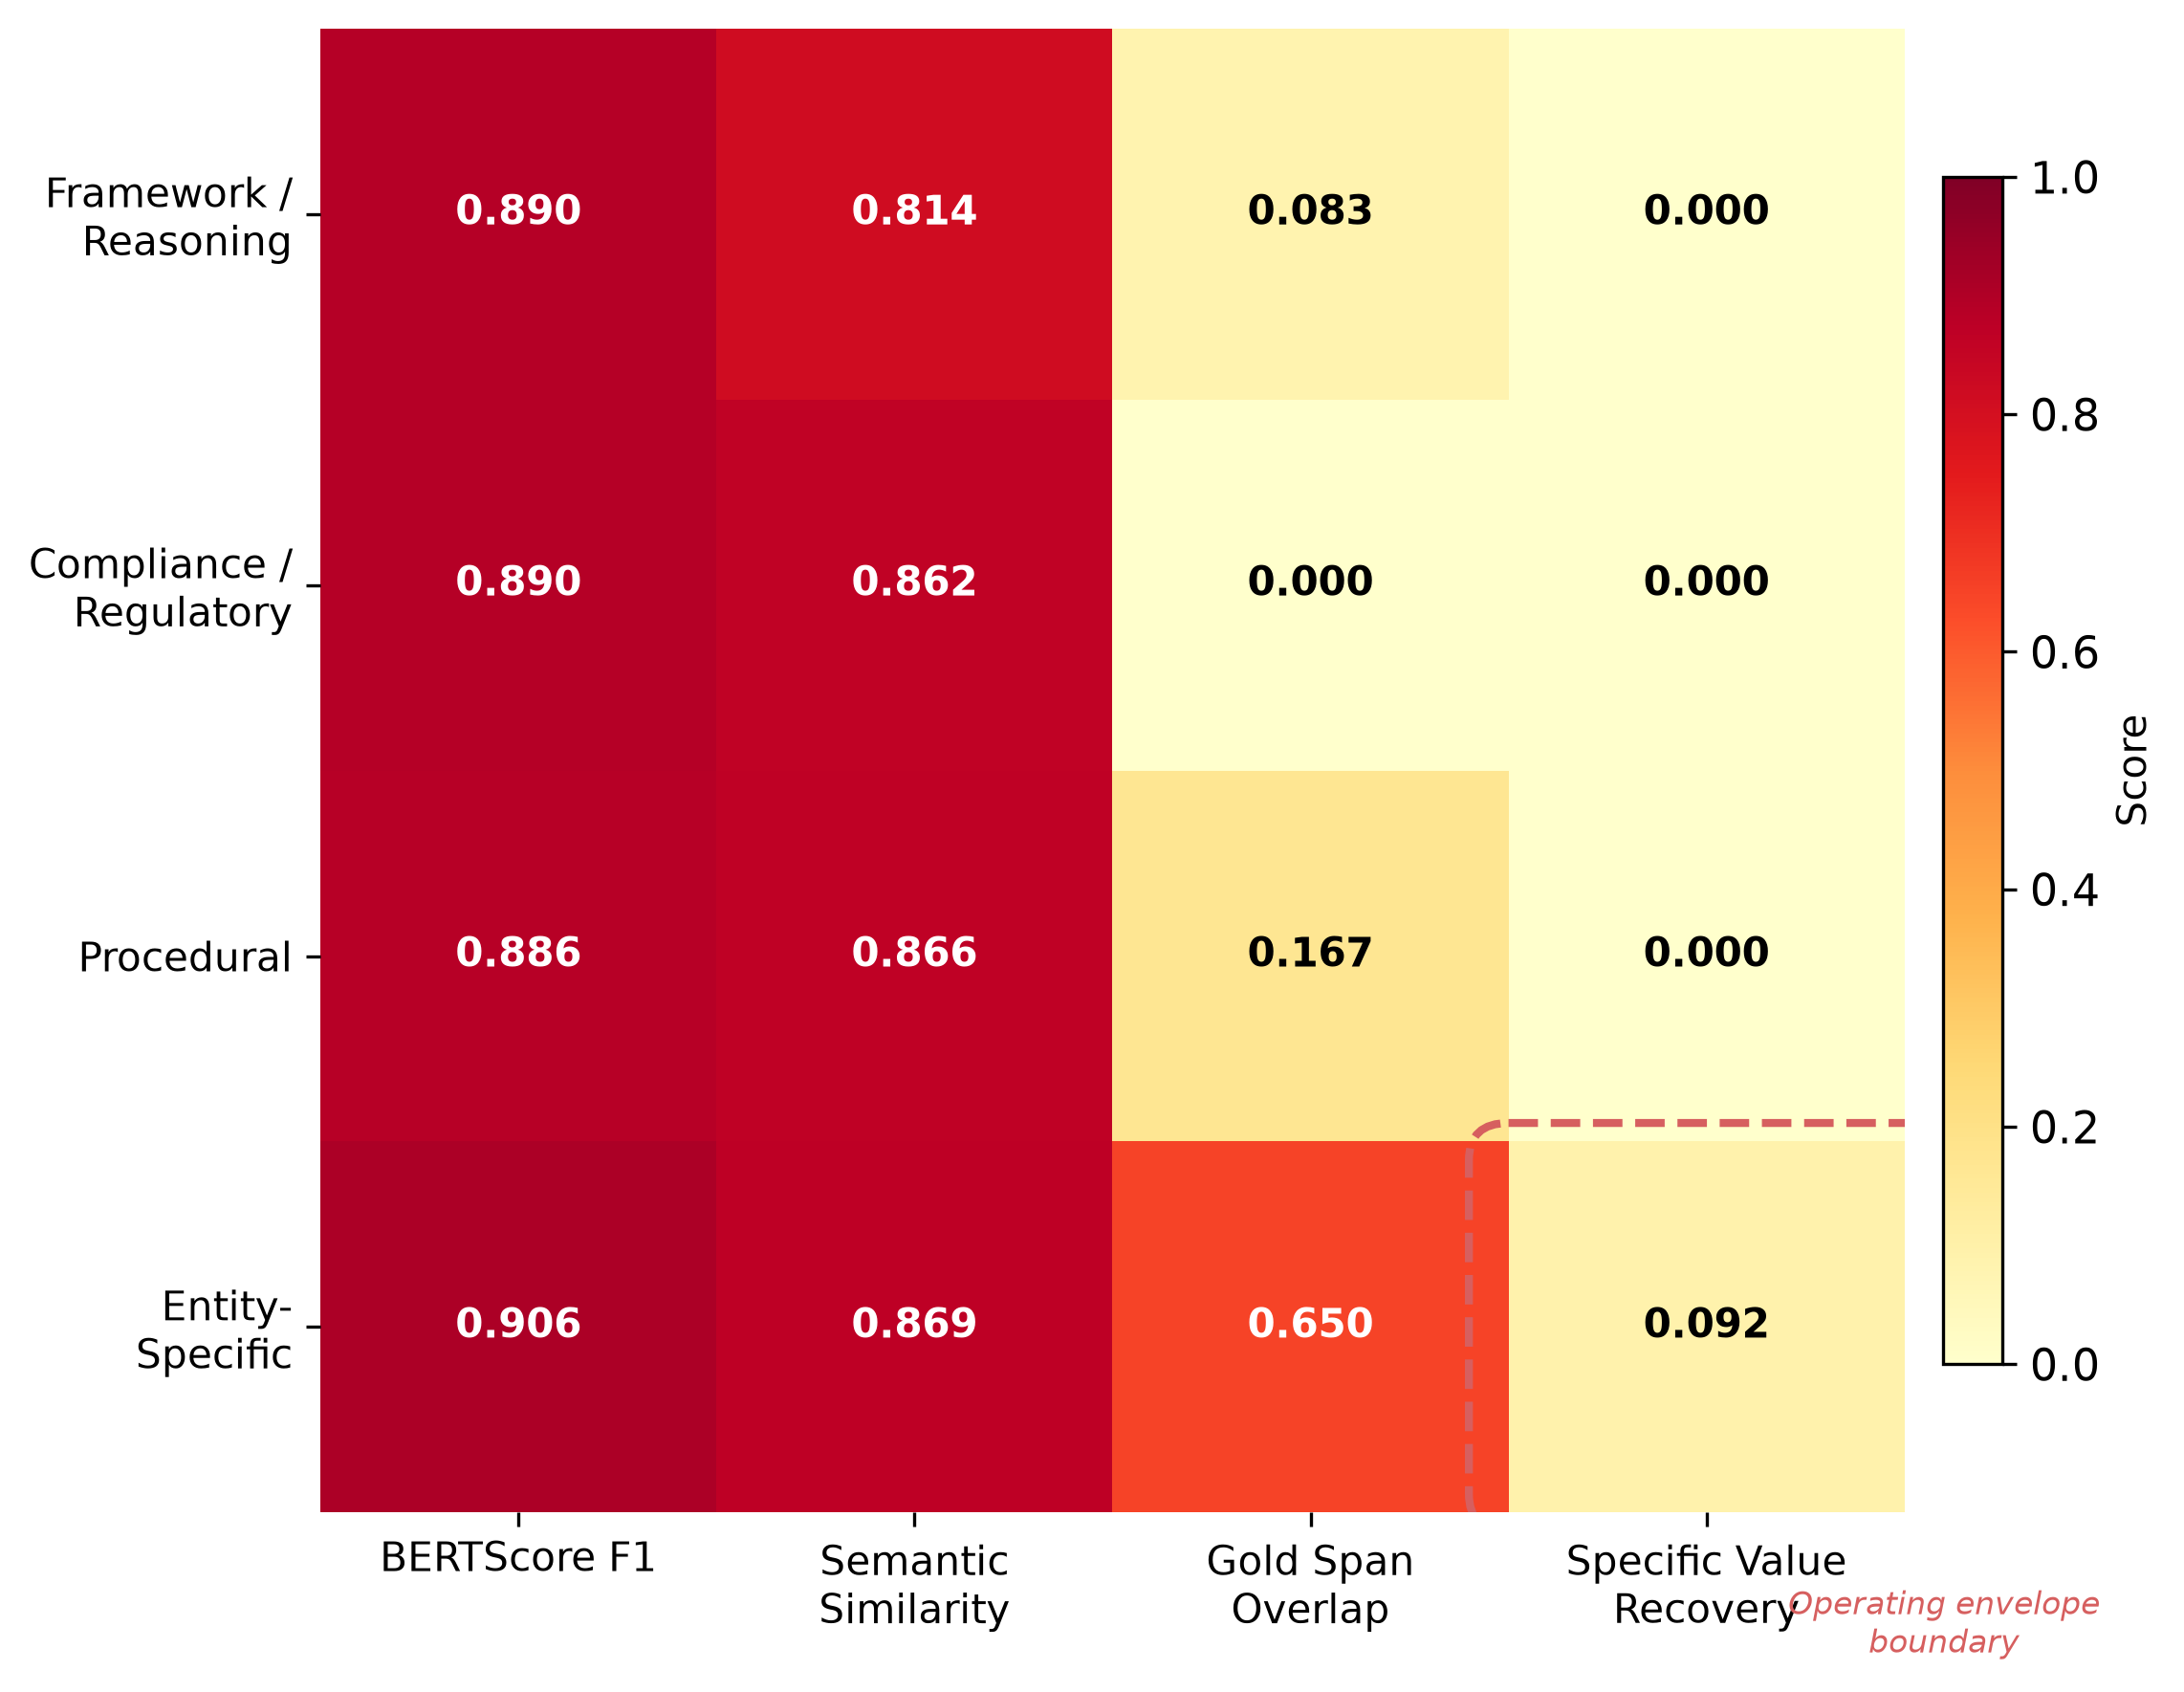 Framework /
Reasoning
0.890 0.814 0.083 0.000
Compliance /
Regulatory
0.890 0.862 0.000 0.000
Procedural
0.886 0.866 0.167 0.000
Entity-
Specific
0.906 0.869 0.650 0.092
BERTScore F1
Semantic
Similarity
Gold Span
Overlap
Specific Value
Recovery
Operating envelope
boundary
1.0
0.8
0.6
0.4
0.2
0.0
Score